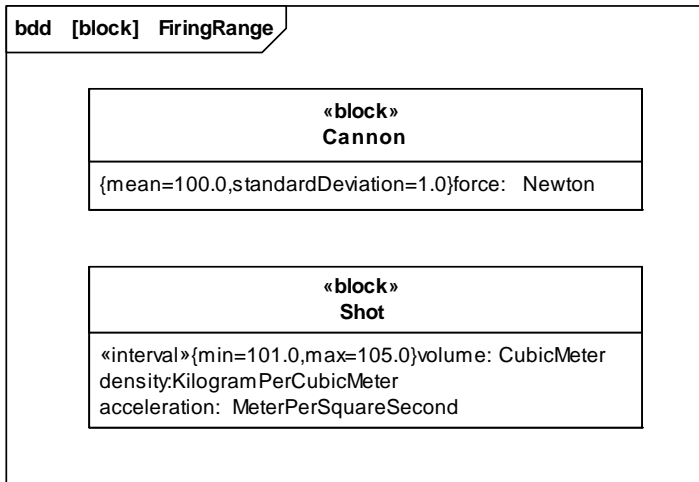 bdd [block] FiringRange
«block»
Cannon
{mean=100.0,standardDeviation=1.0}force: Newton
«block»
Shot
«interval»{min=101.0,max=105.0}volume: CubicMeter
density:KilogramPerCubicMeter
acceleration: MeterPerSquareSecond